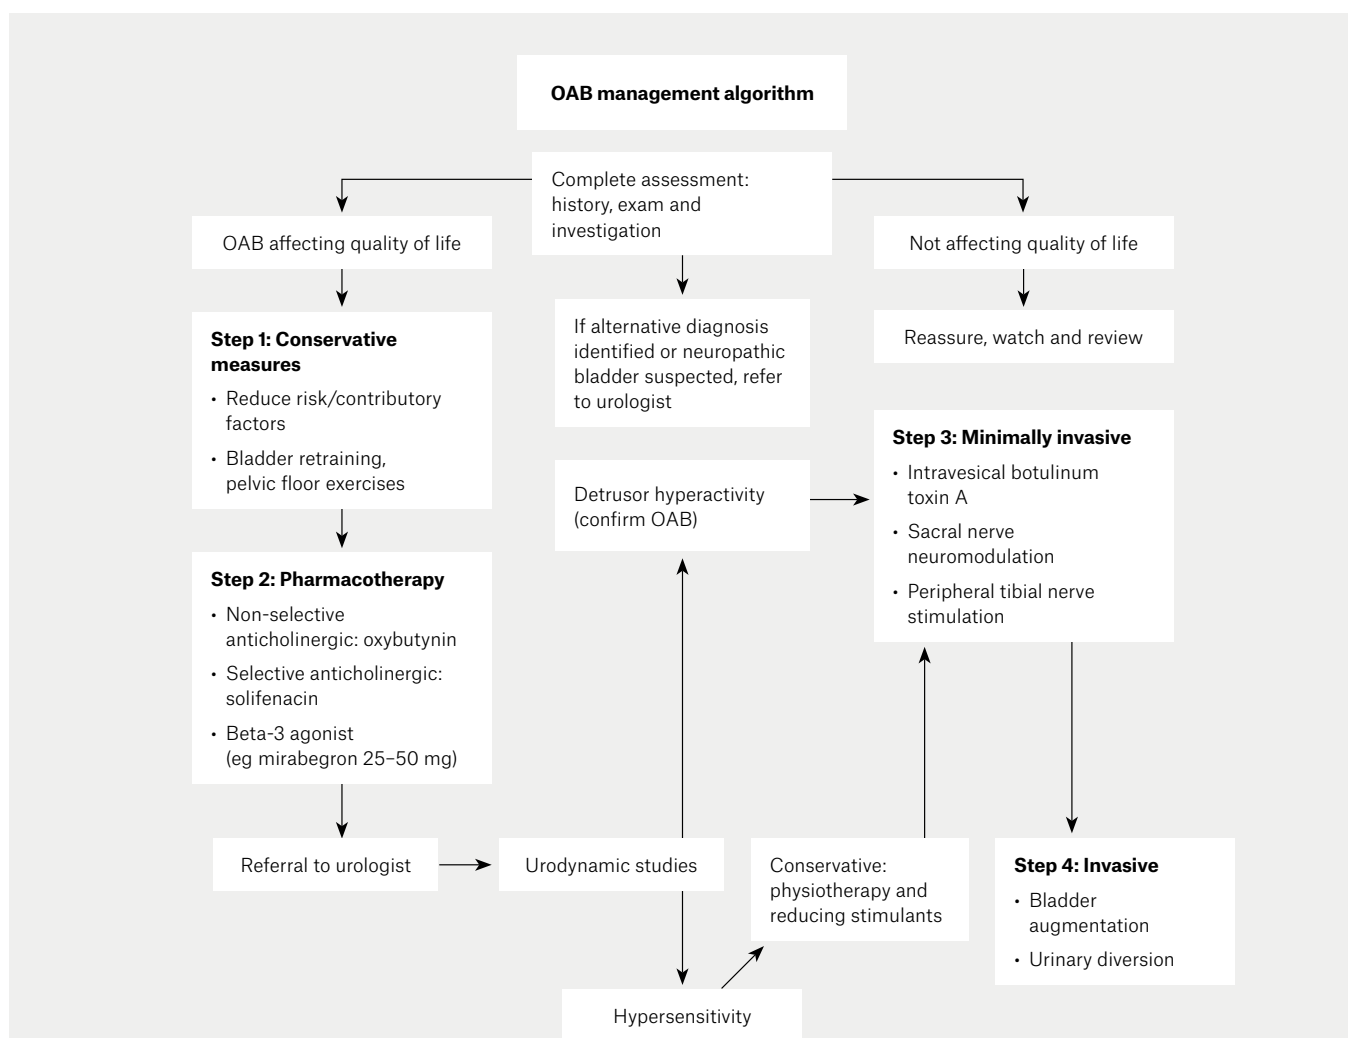 OAB management algorithm
Complete assessment:
history, exam and
investigation
OAB affecting quality of life
Not affecting quality of life
If alternative diagnosis
identified or neuropathic
bladder suspected, refer
to urologist
Reassure, watch and review
Step 1: Conservative
measures
• Reduce risk/contributory
factors
• Bladder retraining,
pelvic floor exercises
Step 2: Pharmacotherapy
• Non-selective
anticholinergic: oxybutynin
• Selective anticholinergic:
solifenacin
• Beta-3 agonist
(eg mirabegron 25–50 mg)
Referral to urologist
Urodynamic studies
Detrusor hyperactivity
(confirm OAB)
Hypersensitivity
Conservative:
physiotherapy and
reducing stimulants
Step 3: Minimally invasive
• Intravesical botulinum
toxin A
• Sacral nerve
neuromodulation
• Peripheral tibial nerve
stimulation
Step 4: Invasive
• Bladder
augmentation
• Urinary diversion